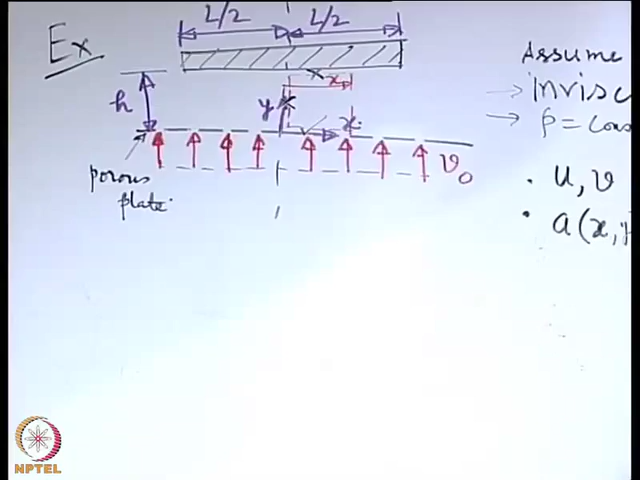 Ex
L/2 L/2
h
y
x
x
porous
plate
v₀
Assume
→ Invisc
→ ρ = cons
· u, v
· a(x, y
NPTEL